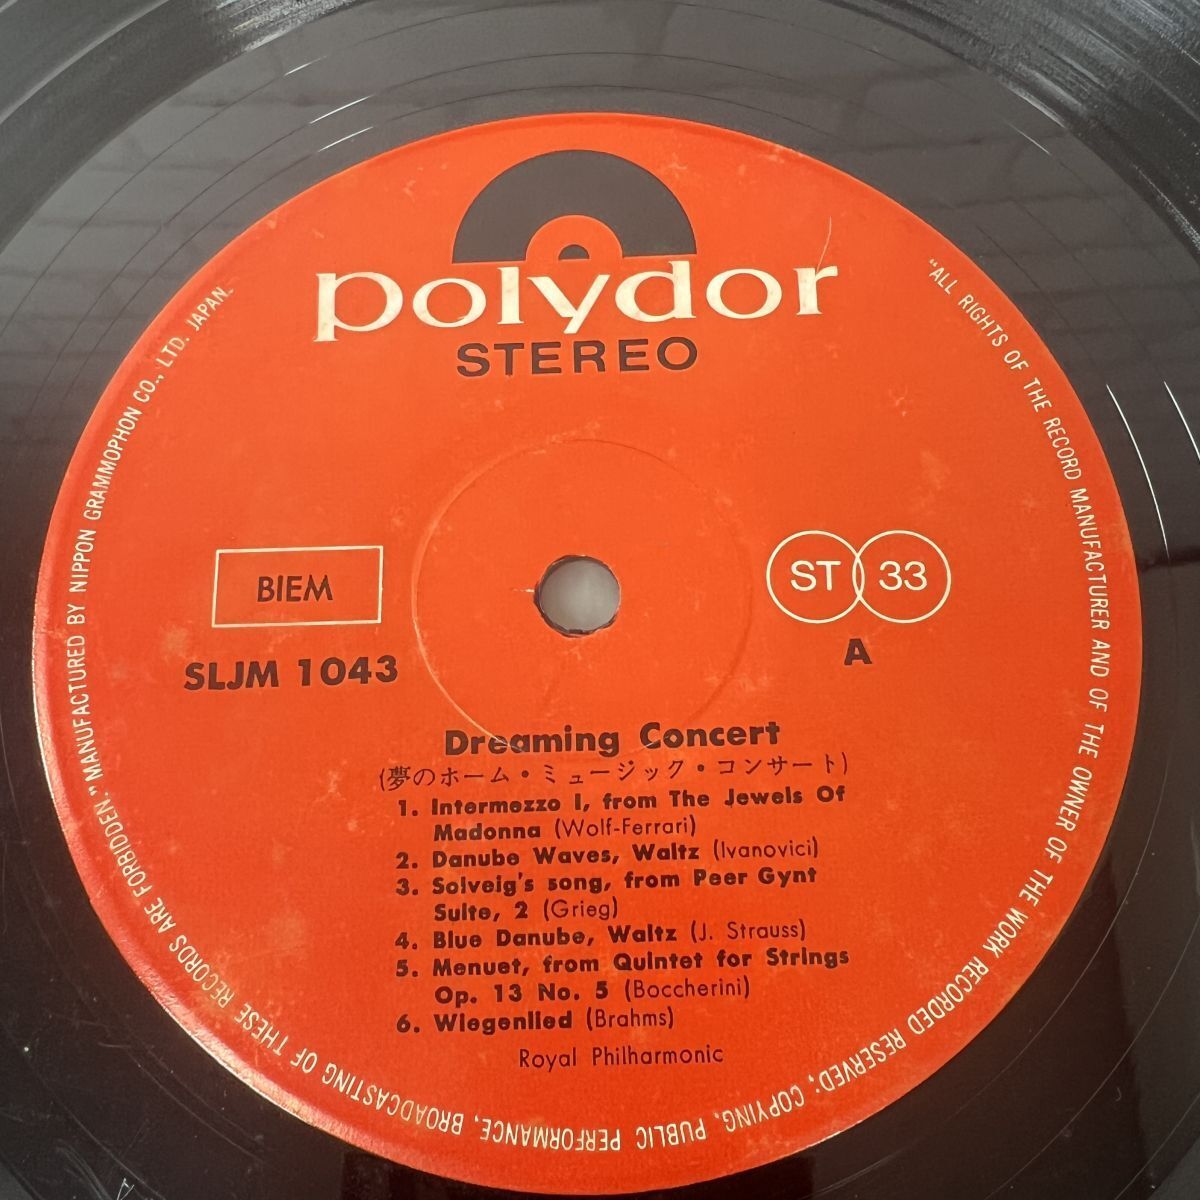 polydor
STEREO
BIEM
ST 33
SLJM 1043
A
Dreaming Concert
(夢のホーム・ミュージック・コンサート)
1. Intermezzo I, from The Jewels Of
Madonna (Wolf-Ferrari)
2. Danube Waves, Waltz (Ivanovici)
3. Solveig's song, from Peer Gynt
Suite, 2 (Grieg)
4. Blue Danube, Waltz (J. Strauss)
5. Menuet, from Quintet for Strings
Op. 13 No. 5 (Boccherini)
6. Wiegenlied (Brahms)
Royal Philharmonic
"ALL RIGHTS OF THE RECORD MANUFACTURER AND OF THE OWNER OF THE WORK RECORDED RESERVED; COPYING, PUBLIC PERFORMANCE, BROADCASTING OF THESE RECORDS ARE FORBIDDEN." MANUFACTURED BY NIPPON GRAMMOPHON CO., LTD. JAPAN.